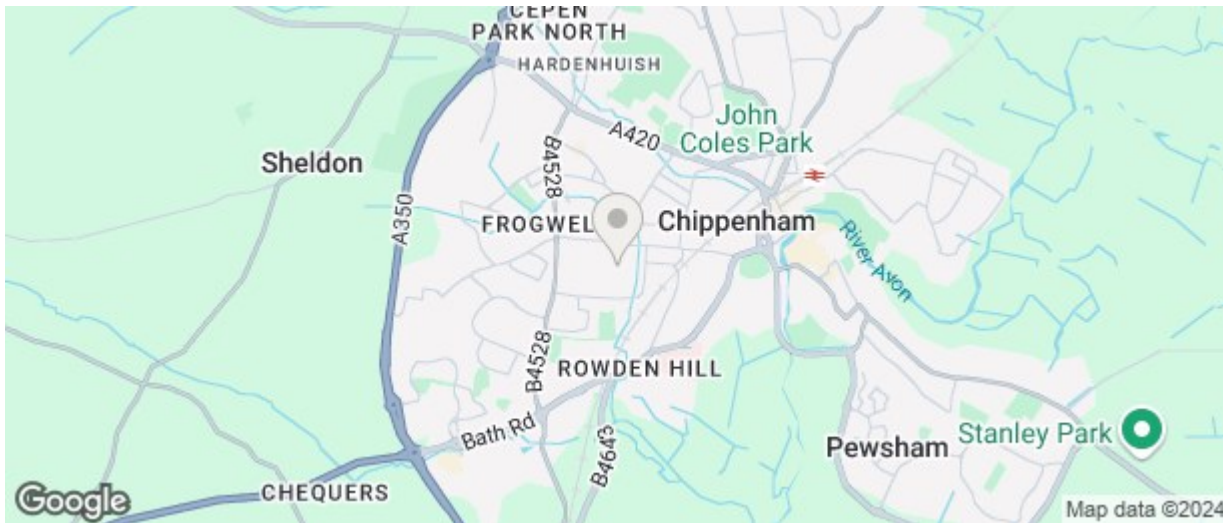 CEPEN
PARK NORTH
HARDENHUISH
John
Coles Park
A420
B4528
Sheldon
A350
FROGWEL
Chippenham
River Avon
B4528
ROWDEN HILL
Bath Rd
B4643
Pewsham
Stanley Park
CHEQUERS
Google
Map data ©2024